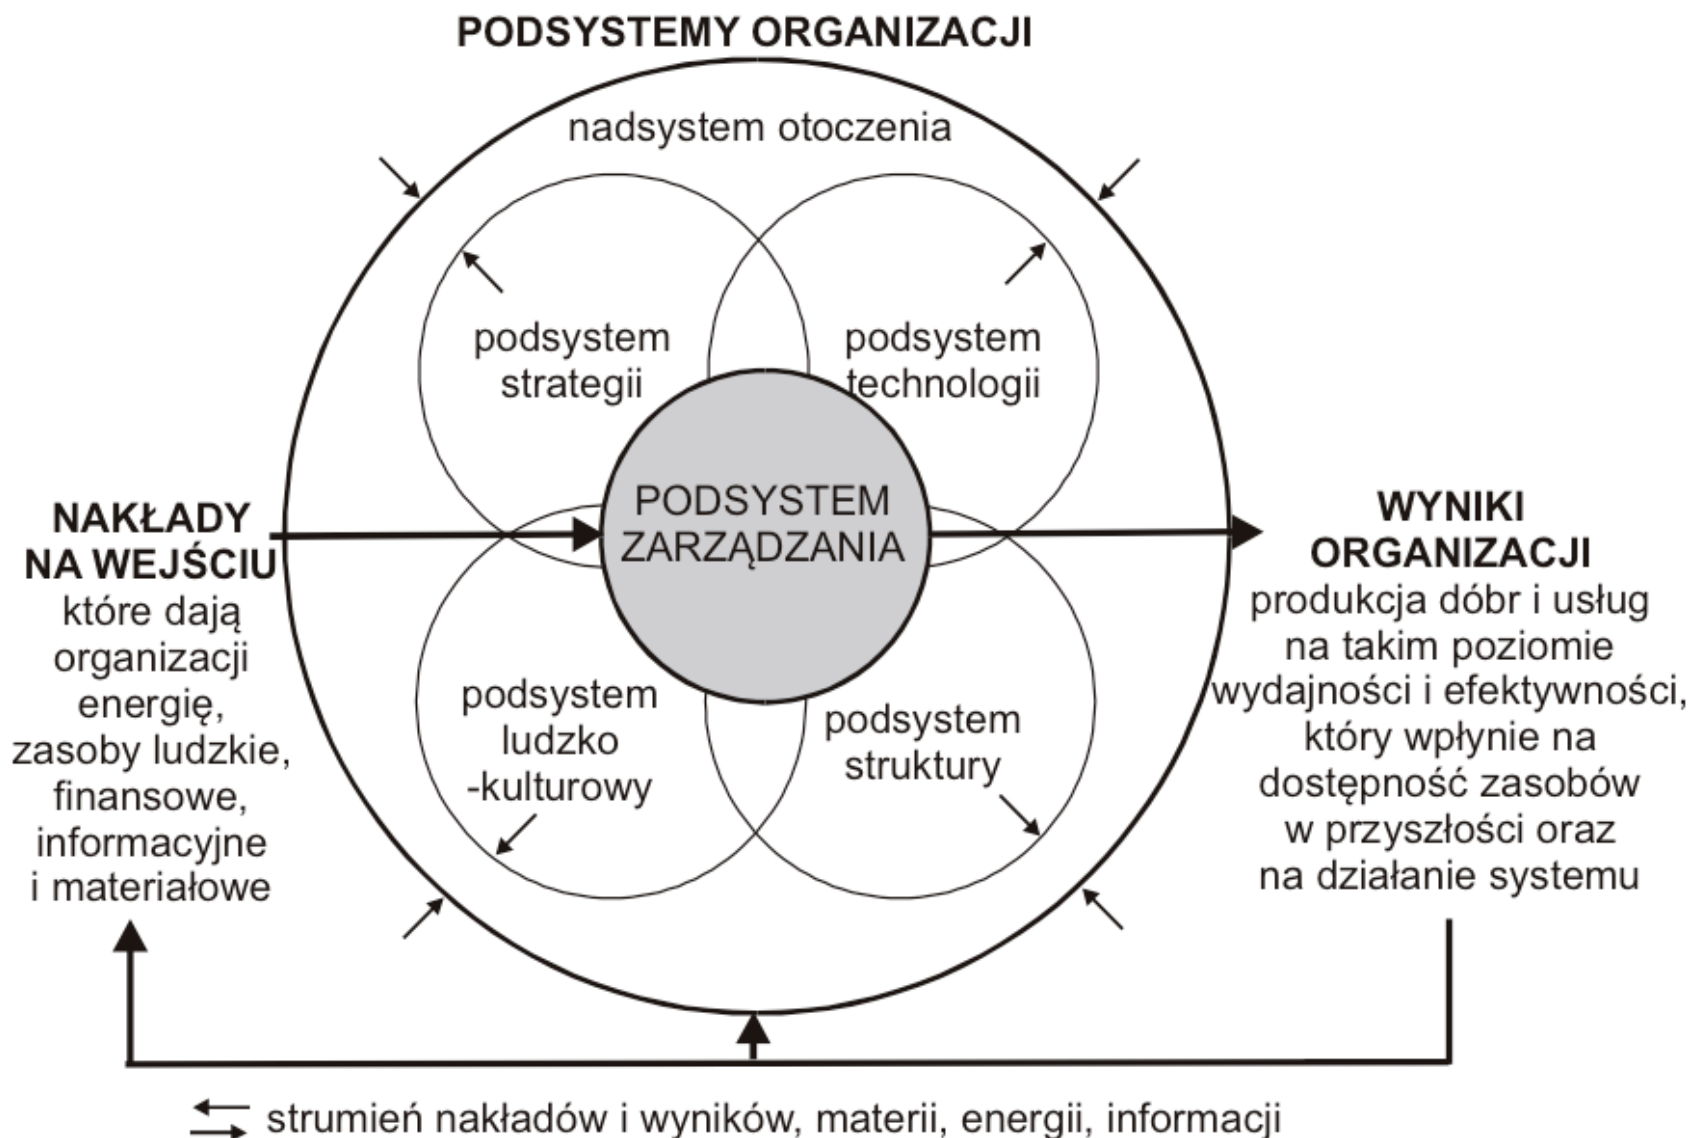 PODSYSTEMY ORGANIZACJI
nadsystem otoczenia
podsystem
strategii
podsystem
technologii
PODSYSTEM
ZARZĄDZANIA
NAKŁADY
NA WEJŚCIU
które dają
organizacji
energię,
zasoby ludzkie,
finansowe,
informacyjne
i materiałowe
podsystem
ludzko
-kulturowy
podsystem
struktury
WYNIKI
ORGANIZACJI
produkcja dóbr i usług
na takim poziomie
wydajności i efektywności,
który wpłynie na
dostępność zasobów
w przyszłości oraz
na działanie systemu
strumień nakładów i wyników, materii, energii, informacji